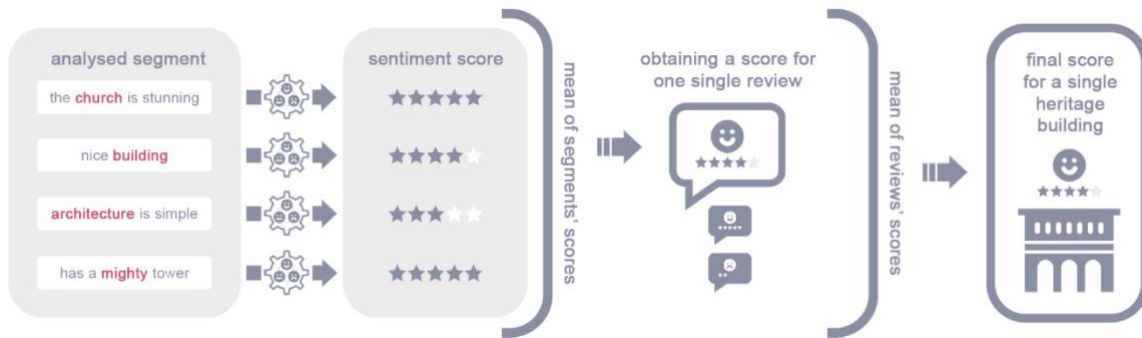 analysed segment
the church is stunning
nice building
architecture is simple
has a mighty tower
sentiment score
mean of segments' scores
obtaining a score for
one single review
mean of reviews' scores
final score
for a single
heritage
building